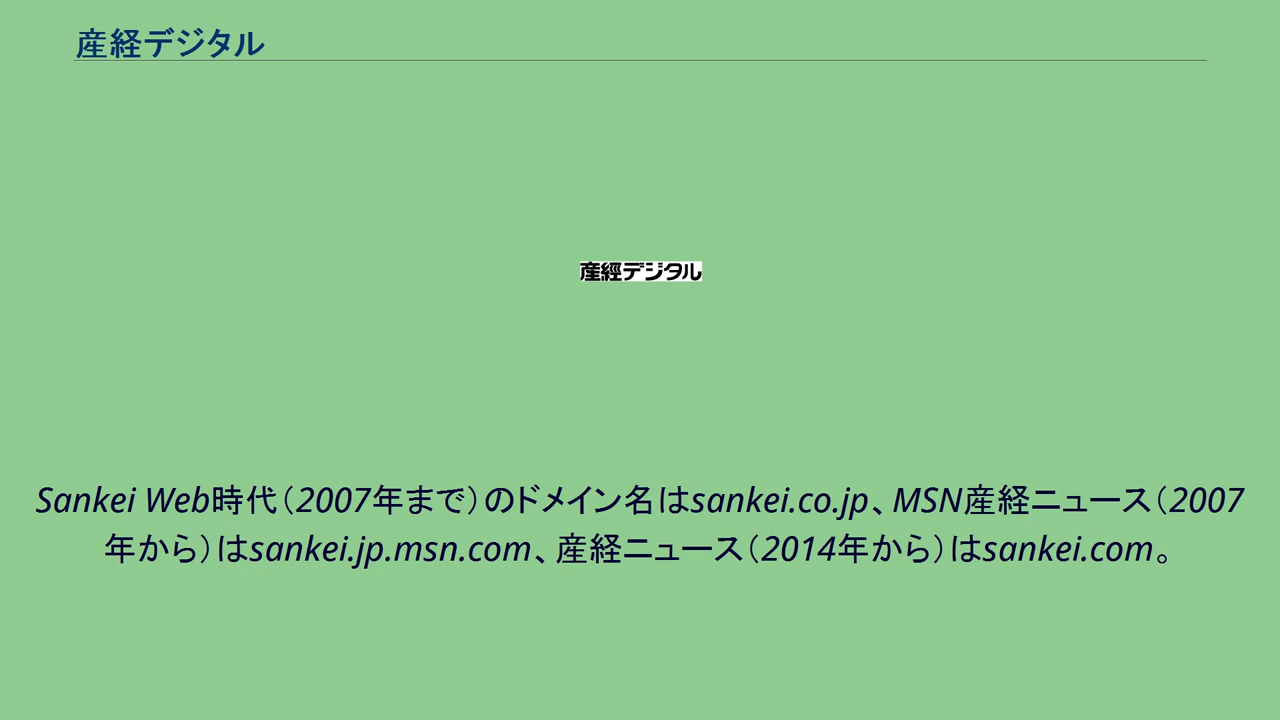 産経デジタル
産經デジタル
Sankei Web時代（2007年まで）のドメイン名はsankei.co.jp、MSN産経ニュース（2007
年から）はsankei.jp.msn.com、産経ニュース（2014年から）はsankei.com。